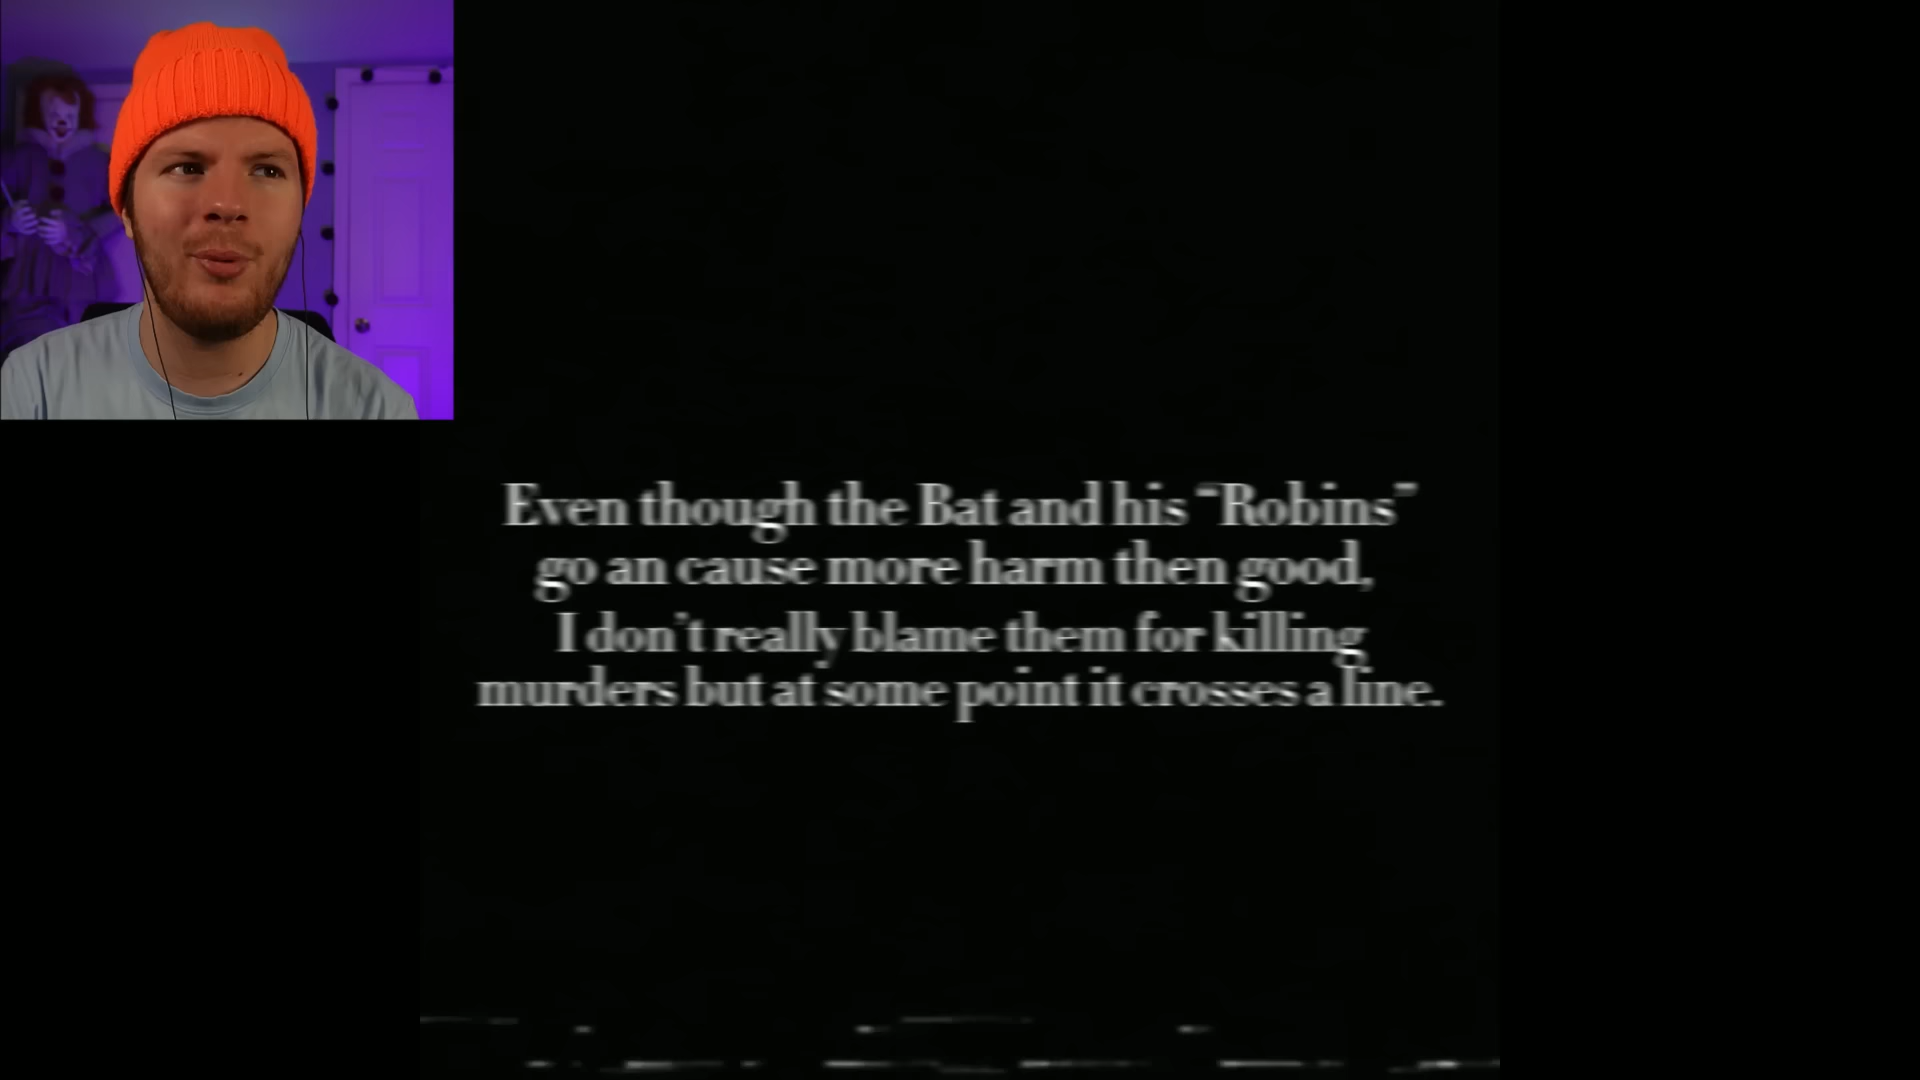 Even though the Bat and his “Robins”
go an cause more harm then good,
I don’t really blame them for killing
murders but at some point it crosses a line.